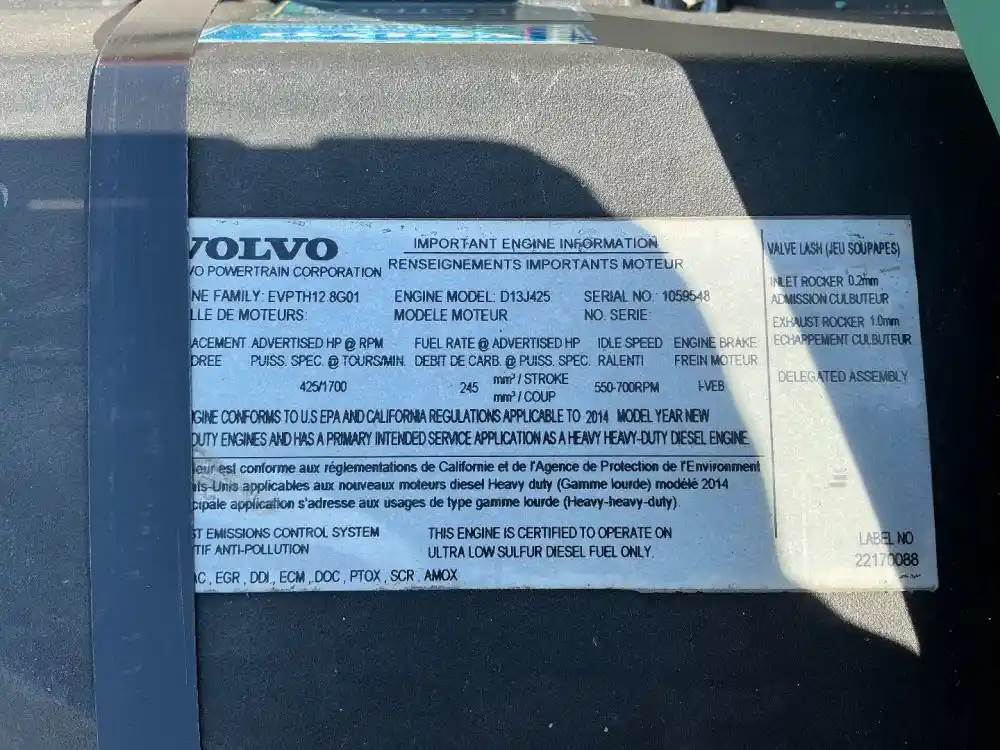 VOLVO
VO POWERTRAIN CORPORATION
IMPORTANT ENGINE INFORMATION
RENSEIGNEMENTS IMPORTANTS MOTEUR
NE FAMILY: EVPTH12 8G01 ENGINE MODEL: D13J425 SERIAL NO. 1059548
LLE DE MOTEURS: MODELE MOTEUR NO. SERIE:
ACEMENT ADVERTISED HP @ RPM FUEL RATE @ ADVERTISED HP IDLE SPEED ENGINE BRAKE
DREE PUISS. SPEC. @ TOURS/MIN. DEBIT DE CARB. @ PUISS. SPEC. RALENTI FREIN MOTEUR
425/1700 245 mm³ / STROKE 550-700RPM I-VEB
mm³ / COUP
GINE CONFORMS TO U.S EPA AND CALIFORNIA REGULATIONS APPLICABLE TO 2014 MODEL YEAR NEW
DUTY ENGINES AND HAS A PRIMARY INTENDED SERVICE APPLICATION AS A HEAVY HEAVY-DUTY DIESEL ENGINE.
eur est conforme aux réglementations de Californie et de l'Agence de Protection de l'Environment
ts-Unis applicables aux nouveaux moteurs diesel Heavy duty (Gamme lourde) modélé 2014
cipale application s'adresse aux usages de type gamme lourde (Heavy-heavy-duty).
ST EMISSIONS CONTROL SYSTEM THIS ENGINE IS CERTIFIED TO OPERATE ON
TIF ANTI-POLLUTION ULTRA LOW SULFUR DIESEL FUEL ONLY.
AC , EGR , DDI , ECM , DOC , PTOX , SCR , AMOX
VALVE LASH (JEU SOUPAPES)
INLET ROCKER 0.2mm
ADMISSION CULBUTEUR
EXHAUST ROCKER 1.0mm
ECHAPPEMENT CULBUTEUR
DELEGATED ASSEMBLY
LABEL NO
22170088